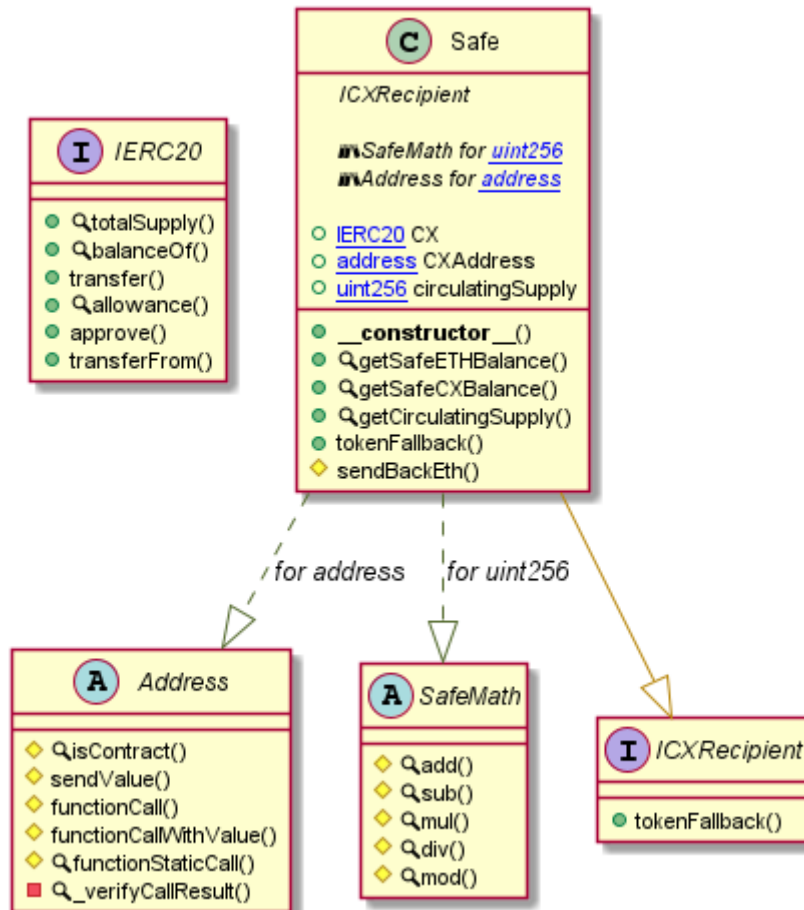 C Safe
ICXRecipient
SafeMath for uint256
Address for address
IERC20 CX
address CXAddress
uint256 circulatingSupply
__constructor__()
getSafeETHBalance()
getSafeCXBalance()
getCirculatingSupply()
tokenFallback()
sendBackEth()
I IERC20
totalSupply()
balanceOf()
transfer()
allowance()
approve()
transferFrom()
for address
for uint256
A Address
isContract()
sendValue()
functionCall()
functionCallWithValue()
functionStaticCall()
_verifyCallResult()
A SafeMath
add()
sub()
mul()
div()
mod()
I ICXRecipient
tokenFallback()